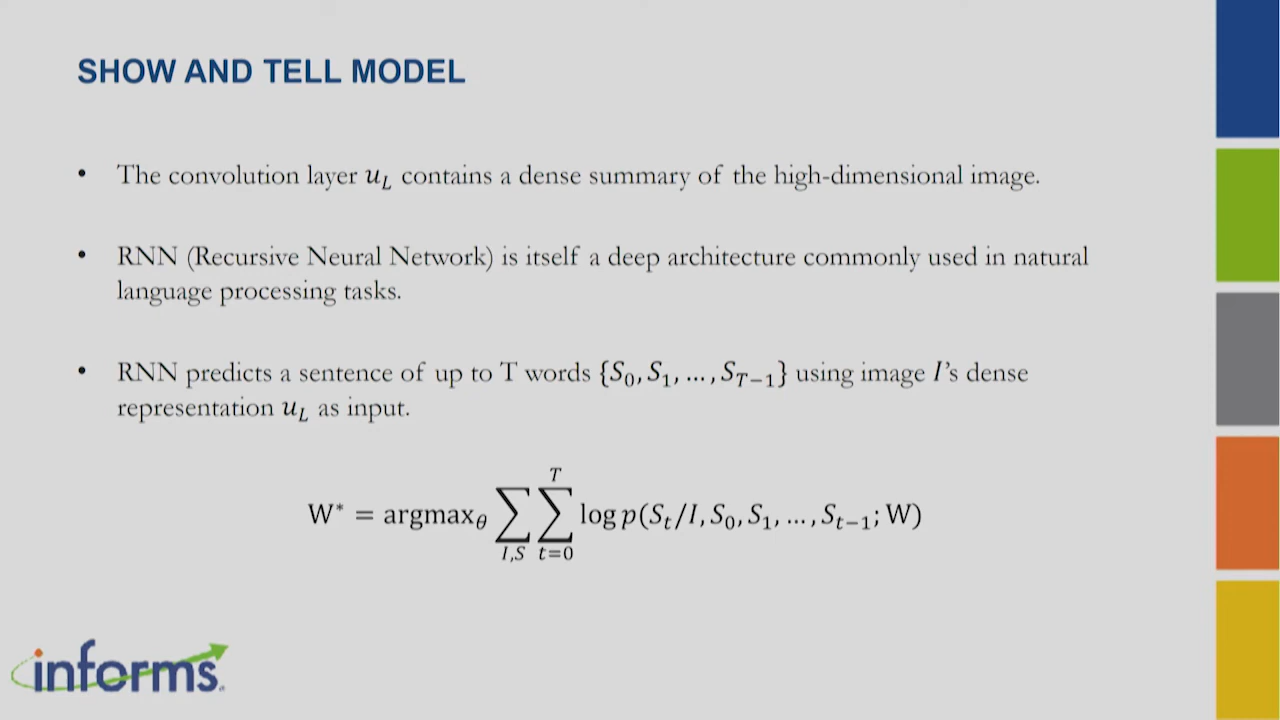 SHOW AND TELL MODEL
• The convolution layer u_L contains a dense summary of the high-dimensional image.
• RNN (Recursive Neural Network) is itself a deep architecture commonly used in natural
language processing tasks.
• RNN predicts a sentence of up to T words {S_0, S_1, … , S_{T−1}} using image I's dense
representation u_L as input.
W* = argmax_θ ∑_{I,S} ∑_{t=0}^{T} log p(S_t/I, S_0, S_1, … , S_{t−1}; W)
informs